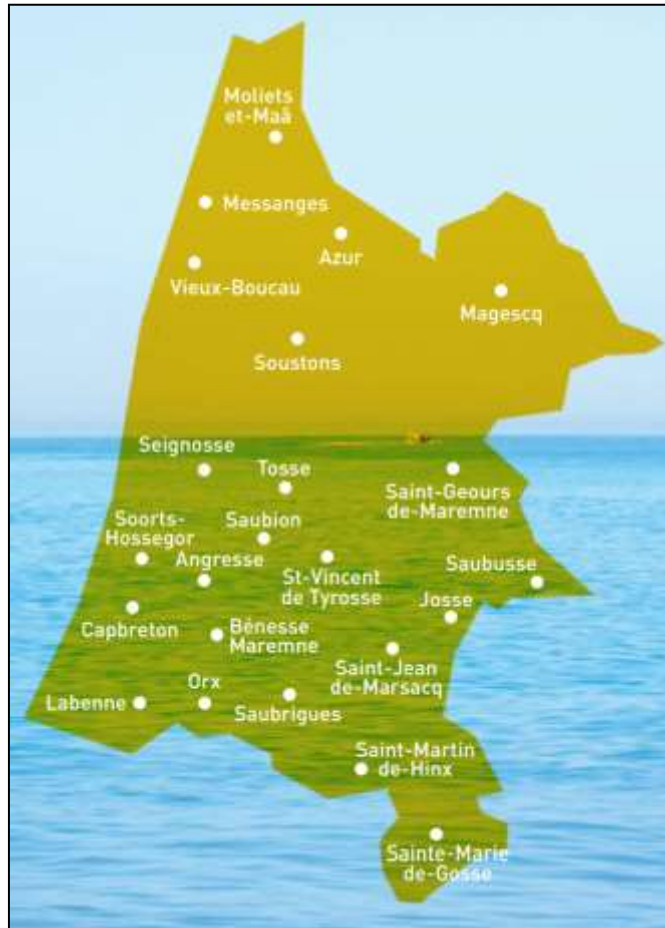 Moliets
et-Maâ
Messanges
Azur
Vieux-Boucau
Magescq
Soustons
Seignosse
Tosse
Saint-Geours
de-Maremne
Soorts-
Hossegor
Saubion
Angresse
St-Vincent
de Tyrosse
Saubusse
Josse
Capbreton
Bénesse
Maremne
Saint-Jean
de-Marsacq
Orx
Labenne
Saubrigues
Saint-Martin
de-Hinx
Sainte-Marie
de-Gosse